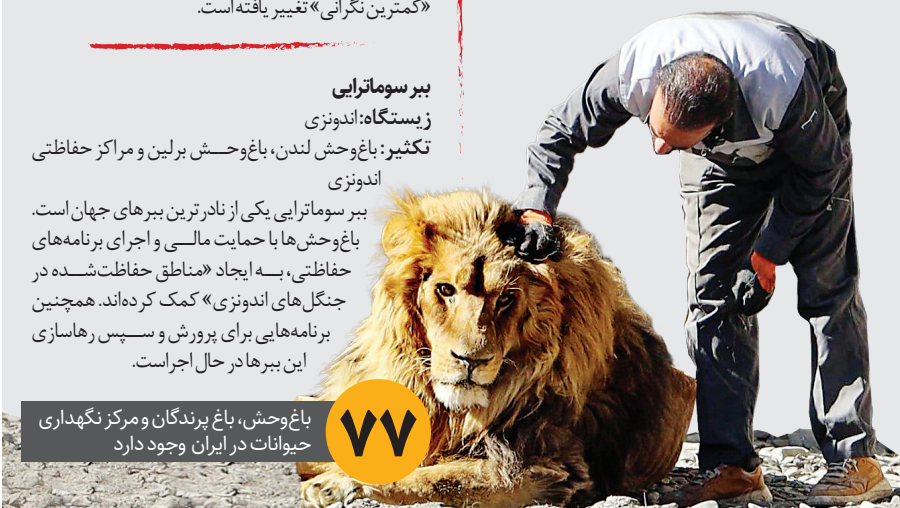 «کمترین نگرانی» تغییر یافته است.
ببر سوماترایی
زیستگاه: اندونزی
تکثیر: باغ‌وحش لندن، باغ‌وحش برلین و مراکز حفاظتی
اندونزی
ببر سوماترایی یکی از نادرترین ببرهای جهان است.
باغ‌وحش‌ها با حمایت مالی و اجرای برنامه‌های
حفاظتی، به ایجاد «مناطق حفاظت‌شده در
جنگل‌های اندونزی» کمک کرده‌اند. همچنین
برنامه‌هایی برای پرورش و سپس رهاسازی
این ببرها در حال اجراست.
۷۷
باغ‌وحش، باغ پرندگان و مرکز نگهداری
حیوانات در ایران وجود دارد